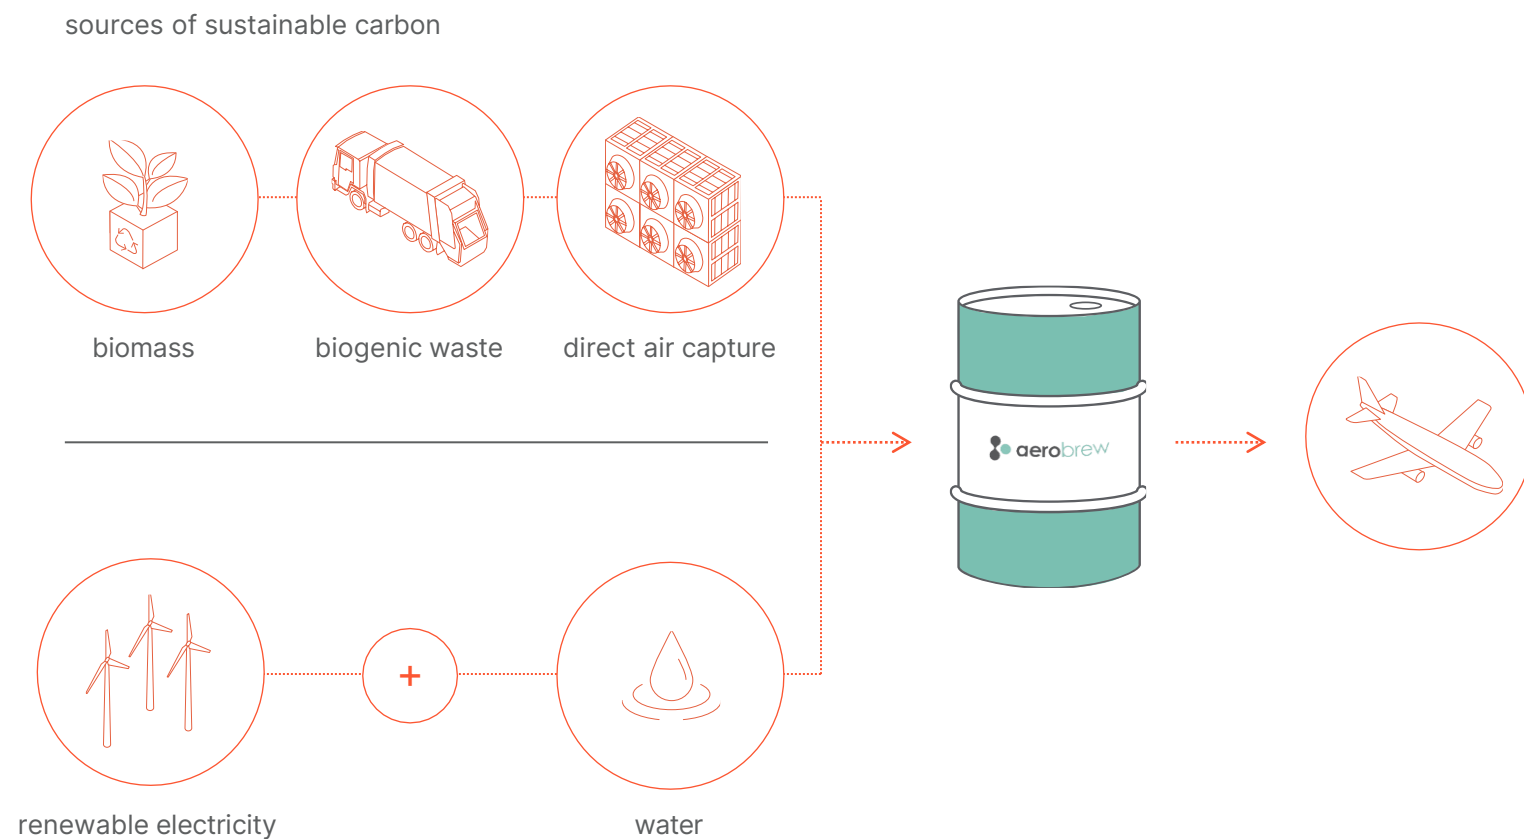 sources of sustainable carbon
biomass
biogenic waste
direct air capture
aerobrew
+
renewable electricity
water